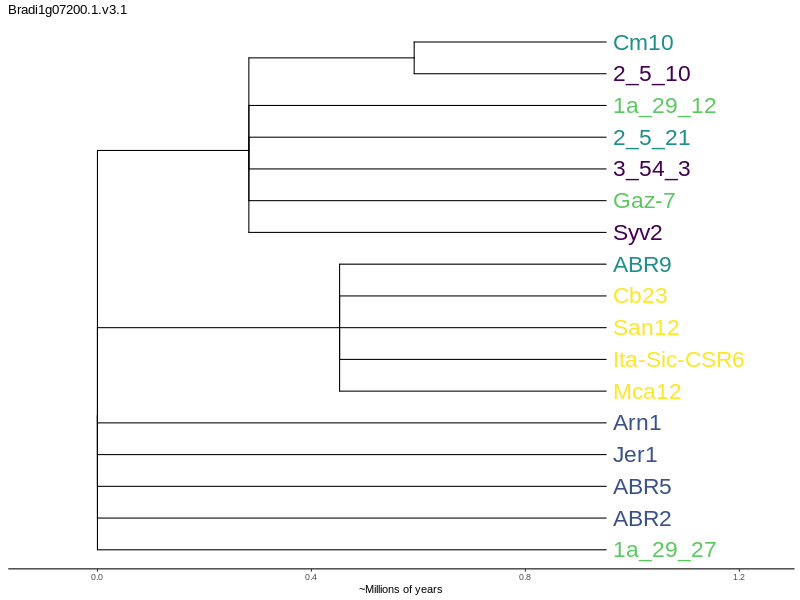 Bradi1g07200.1.v3.1
Cm10
2_5_10
1a_29_12
2_5_21
3_54_3
Gaz-7
Syv2
ABR9
Cb23
San12
Ita-Sic-CSR6
Mca12
Arn1
Jer1
ABR5
ABR2
1a_29_27
0.0 0.4 0.8 1.2
~Millions of years